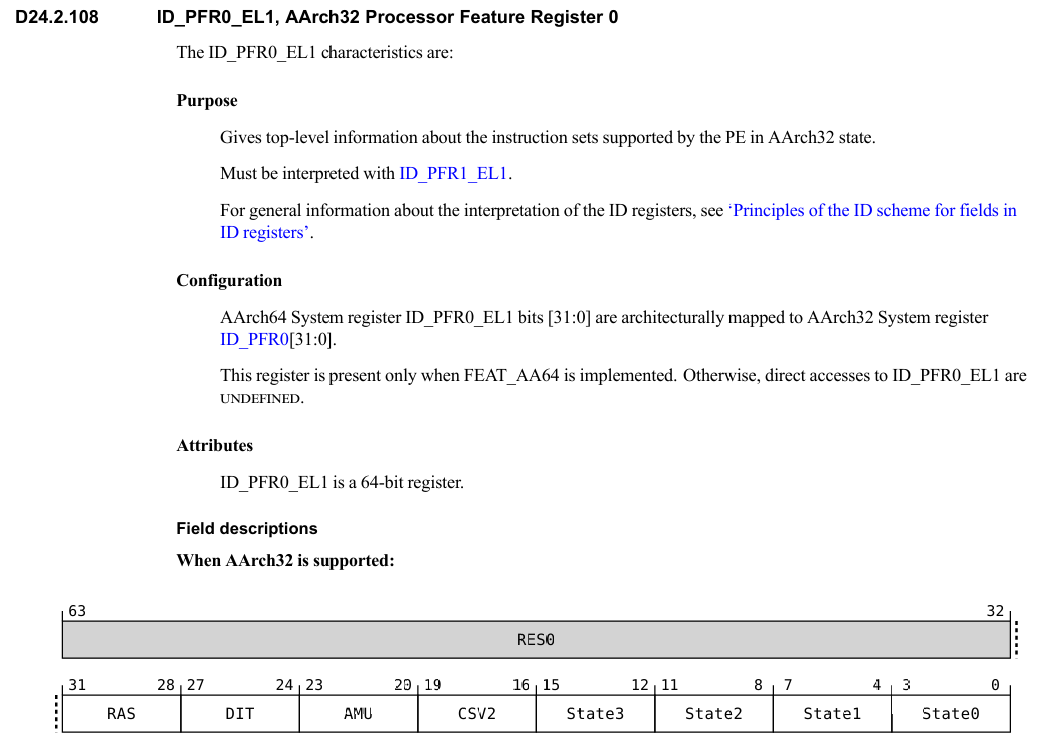 D24.2.108 ID_PFR0_EL1, AArch32 Processor Feature Register 0
The ID_PFR0_EL1 characteristics are:
Purpose
Gives top-level information about the instruction sets supported by the PE in AArch32 state.
Must be interpreted with ID_PFR1_EL1.
For general information about the interpretation of the ID registers, see ‘Principles of the ID scheme for fields in
ID registers’.
Configuration
AArch64 System register ID_PFR0_EL1 bits [31:0] are architecturally mapped to AArch32 System register
ID_PFR0[31:0].
This register is present only when FEAT_AA64 is implemented. Otherwise, direct accesses to ID_PFR0_EL1 are
UNDEFINED.
Attributes
ID_PFR0_EL1 is a 64-bit register.
Field descriptions
When AArch32 is supported:
63 32
RES0
31 28 27 24 23 20 19 16 15 12 11 8 7 4 3 0
RAS DIT AMU CSV2 State3 State2 State1 State0